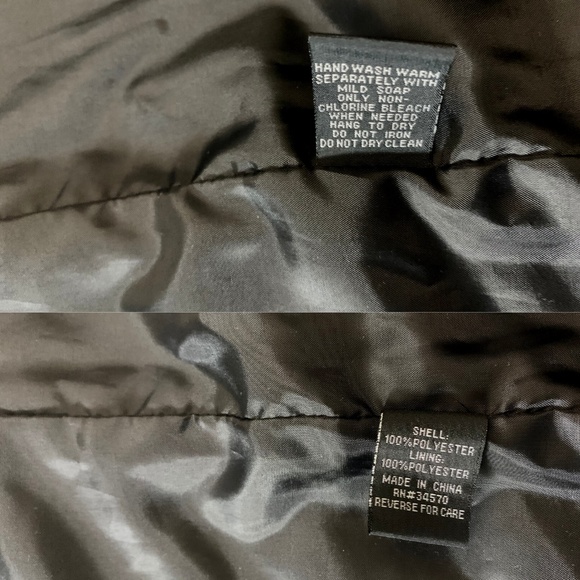 HAND WASH WARM
SEPARATELY WITH
MILD SOAP
ONLY NON-
CHLORINE BLEACH
WHEN NEEDED
HANG TO DRY
DO NOT IRON
DO NOT DRY CLEAN
SHELL:
100% POLYESTER
LINING:
100% POLYESTER
MADE IN CHINA
RN#34570
REVERSE FOR CARE